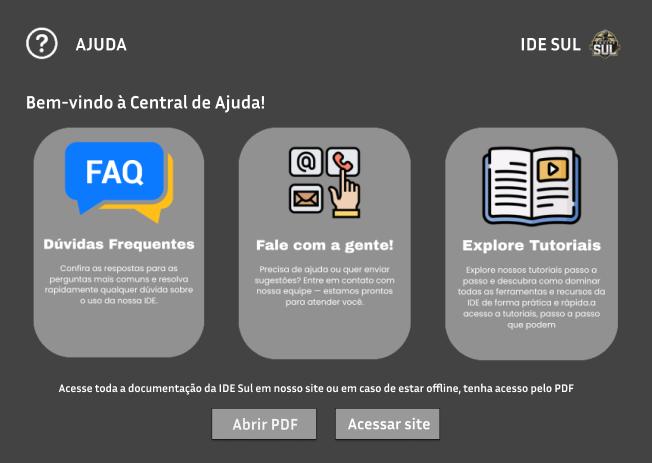 ? AJUDA
IDE SUL SUL
Bem-vindo à Central de Ajuda!
FAQ
Dúvidas Frequentes
Confira as respostas para as
perguntas mais comuns e resolva
rapidamente qualquer dúvida sobre
o uso da nossa IDE.
@
Fale com a gente!
Precisa de ajuda ou quer enviar
sugestões? Entre em contato com
nossa equipe — estamos prontos
para atender você.
Explore Tutoriais
Explore nossos tutoriais passo a
passo e descubra como dominar
todas as ferramentas e recursos da
IDE de forma prática e rápida.a
acesso a tutoriais, passo a passo
que podem
Acesse toda a documentação da IDE Sul em nosso site ou em caso de estar offline, tenha acesso pelo PDF
Abrir PDF
Acessar site